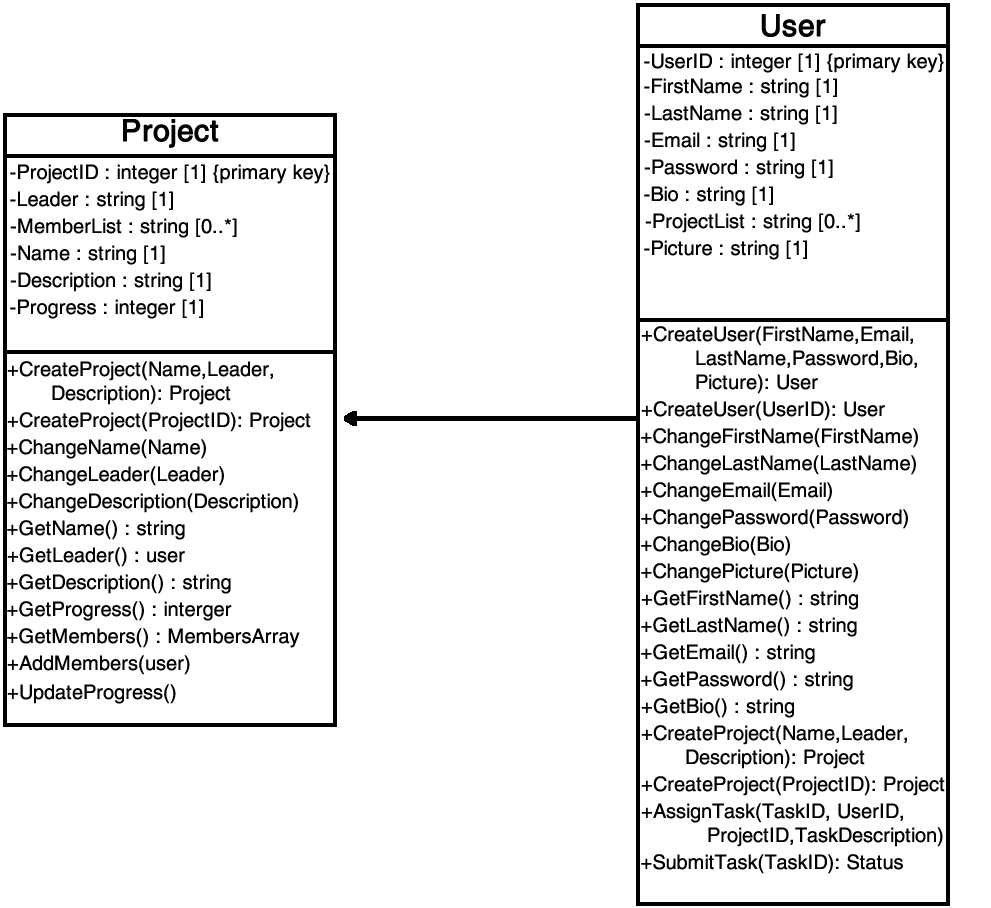 Project
-ProjectID : integer [1] {primary key}
-Leader : string [1]
-MemberList : string [0..*]
-Name : string [1]
-Description : string [1]
-Progress : integer [1]
+CreateProject(Name,Leader,
Description): Project
+CreateProject(ProjectID): Project
+ChangeName(Name)
+ChangeLeader(Leader)
+ChangeDescription(Description)
+GetName() : string
+GetLeader() : user
+GetDescription() : string
+GetProgress() : interger
+GetMembers() : MembersArray
+AddMembers(user)
+UpdateProgress()
User
-UserID : integer [1] {primary key}
-FirstName : string [1]
-LastName : string [1]
-Email : string [1]
-Password : string [1]
-Bio : string [1]
-ProjectList : string [0..*]
-Picture : string [1]
+CreateUser(FirstName,Email,
LastName,Password,Bio,
Picture): User
+CreateUser(UserID): User
+ChangeFirstName(FirstName)
+ChangeLastName(LastName)
+ChangeEmail(Email)
+ChangePassword(Password)
+ChangeBio(Bio)
+ChangePicture(Picture)
+GetFirstName() : string
+GetLastName() : string
+GetEmail() : string
+GetPassword() : string
+GetBio() : string
+CreateProject(Name,Leader,
Description): Project
+CreateProject(ProjectID): Project
+AssignTask(TaskID, UserID,
ProjectID,TaskDescription)
+SubmitTask(TaskID): Status